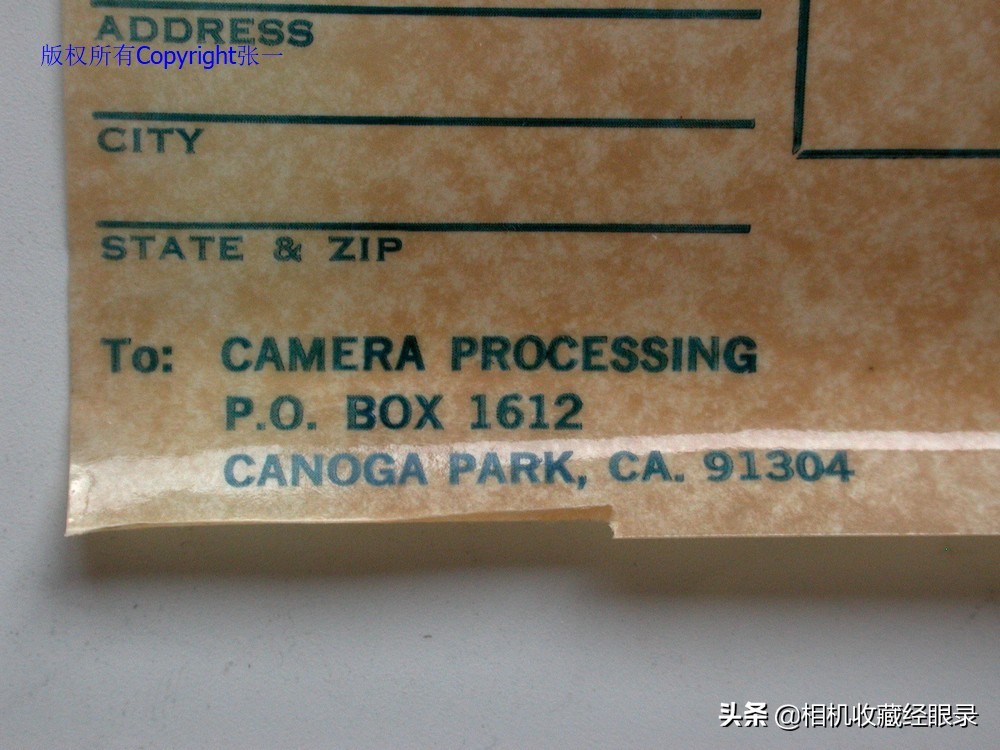 ADDRESS
版权所有Copyright张一
CITY
STATE & ZIP
To: CAMERA PROCESSING
P.O. BOX 1612
CANOGA PARK, CA. 91304
头条 @相机收藏经眼录